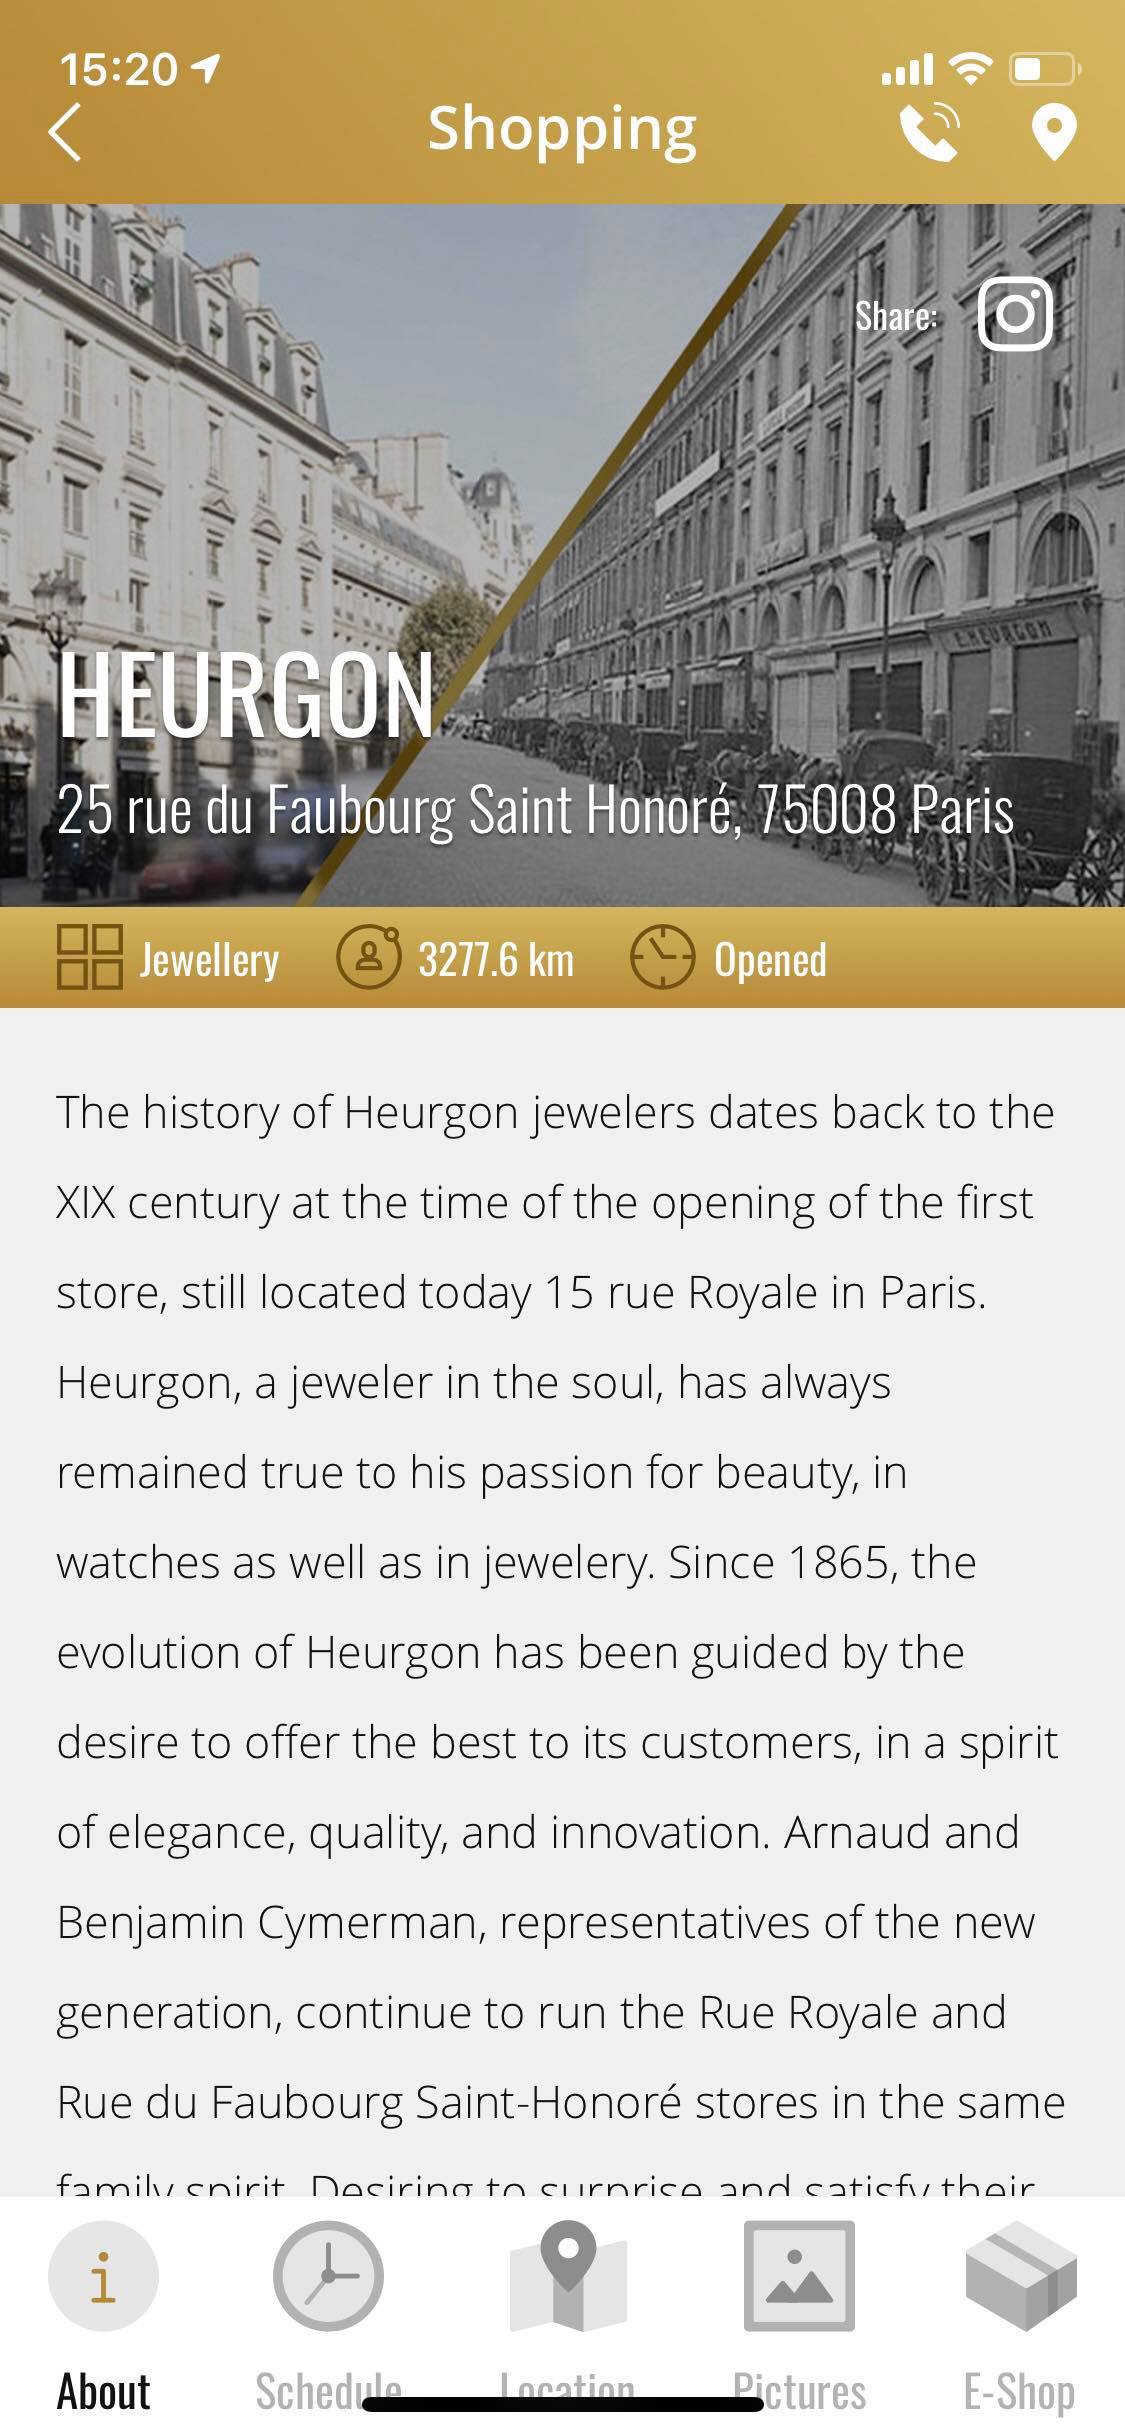 15:20
Shopping
Share:
E.HEURGON
HEURGON
25 rue du Faubourg Saint Honoré, 75008 Paris
Jewellery 3277.6 km Opened
The history of Heurgon jewelers dates back to the
XIX century at the time of the opening of the first
store, still located today 15 rue Royale in Paris.
Heurgon, a jeweler in the soul, has always
remained true to his passion for beauty, in
watches as well as in jewelery. Since 1865, the
evolution of Heurgon has been guided by the
desire to offer the best to its customers, in a spirit
of elegance, quality, and innovation. Arnaud and
Benjamin Cymerman, representatives of the new
generation, continue to run the Rue Royale and
Rue du Faubourg Saint-Honoré stores in the same
family spirit. Desiring to surprise and satisfy their
i
About Schedule Location Pictures E-Shop